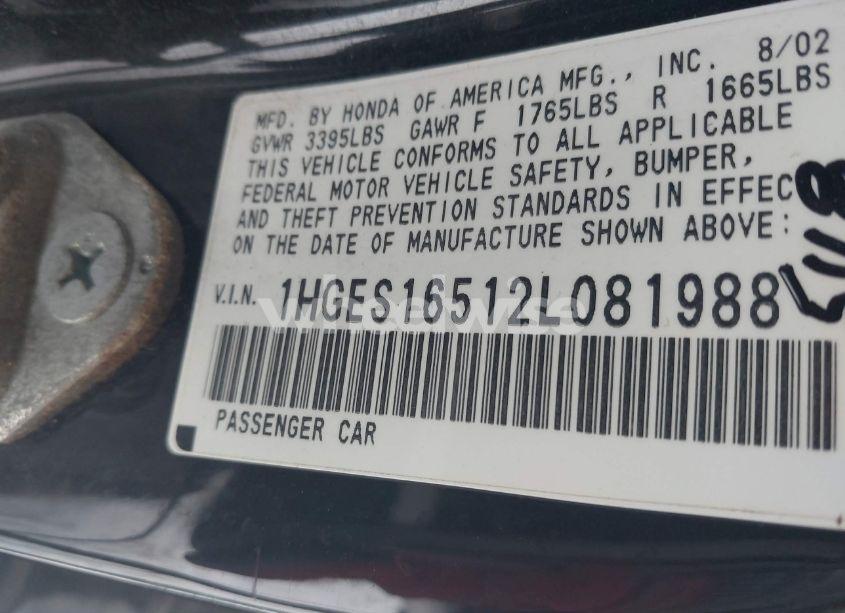 MFD. BY HONDA OF AMERICA MFG., INC. 8/02
GVWR 3395LBS GAWR F 1765LBS R 1665LBS
THIS VEHICLE CONFORMS TO ALL APPLICABLE
FEDERAL MOTOR VEHICLE SAFETY, BUMPER,
AND THEFT PREVENTION STANDARDS IN EFFEC
ON THE DATE OF MANUFACTURE SHOWN ABOVE:
V.I.N. 1HGES16512L081988
wheelwise
PASSENGER CAR